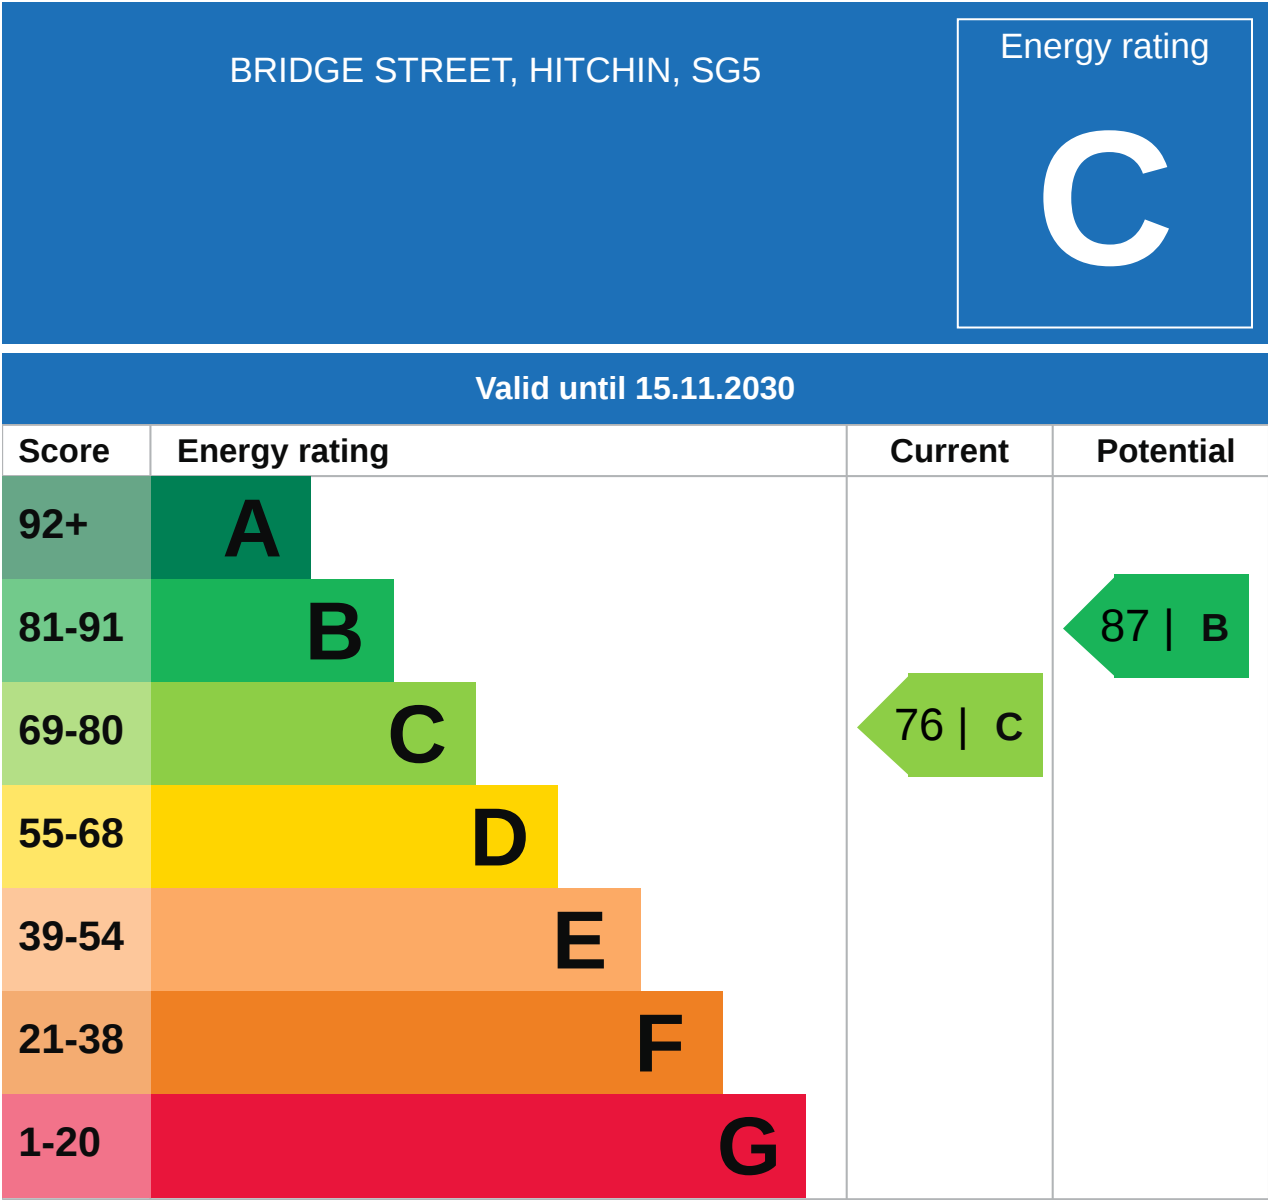 BRIDGE STREET, HITCHIN, SG5
Energy rating
C
Valid until 15.11.2030
Score Energy rating Current Potential
92+ A
81-91 B 87 | B
69-80 C 76 | C
55-68 D
39-54 E
21-38 F
1-20 G